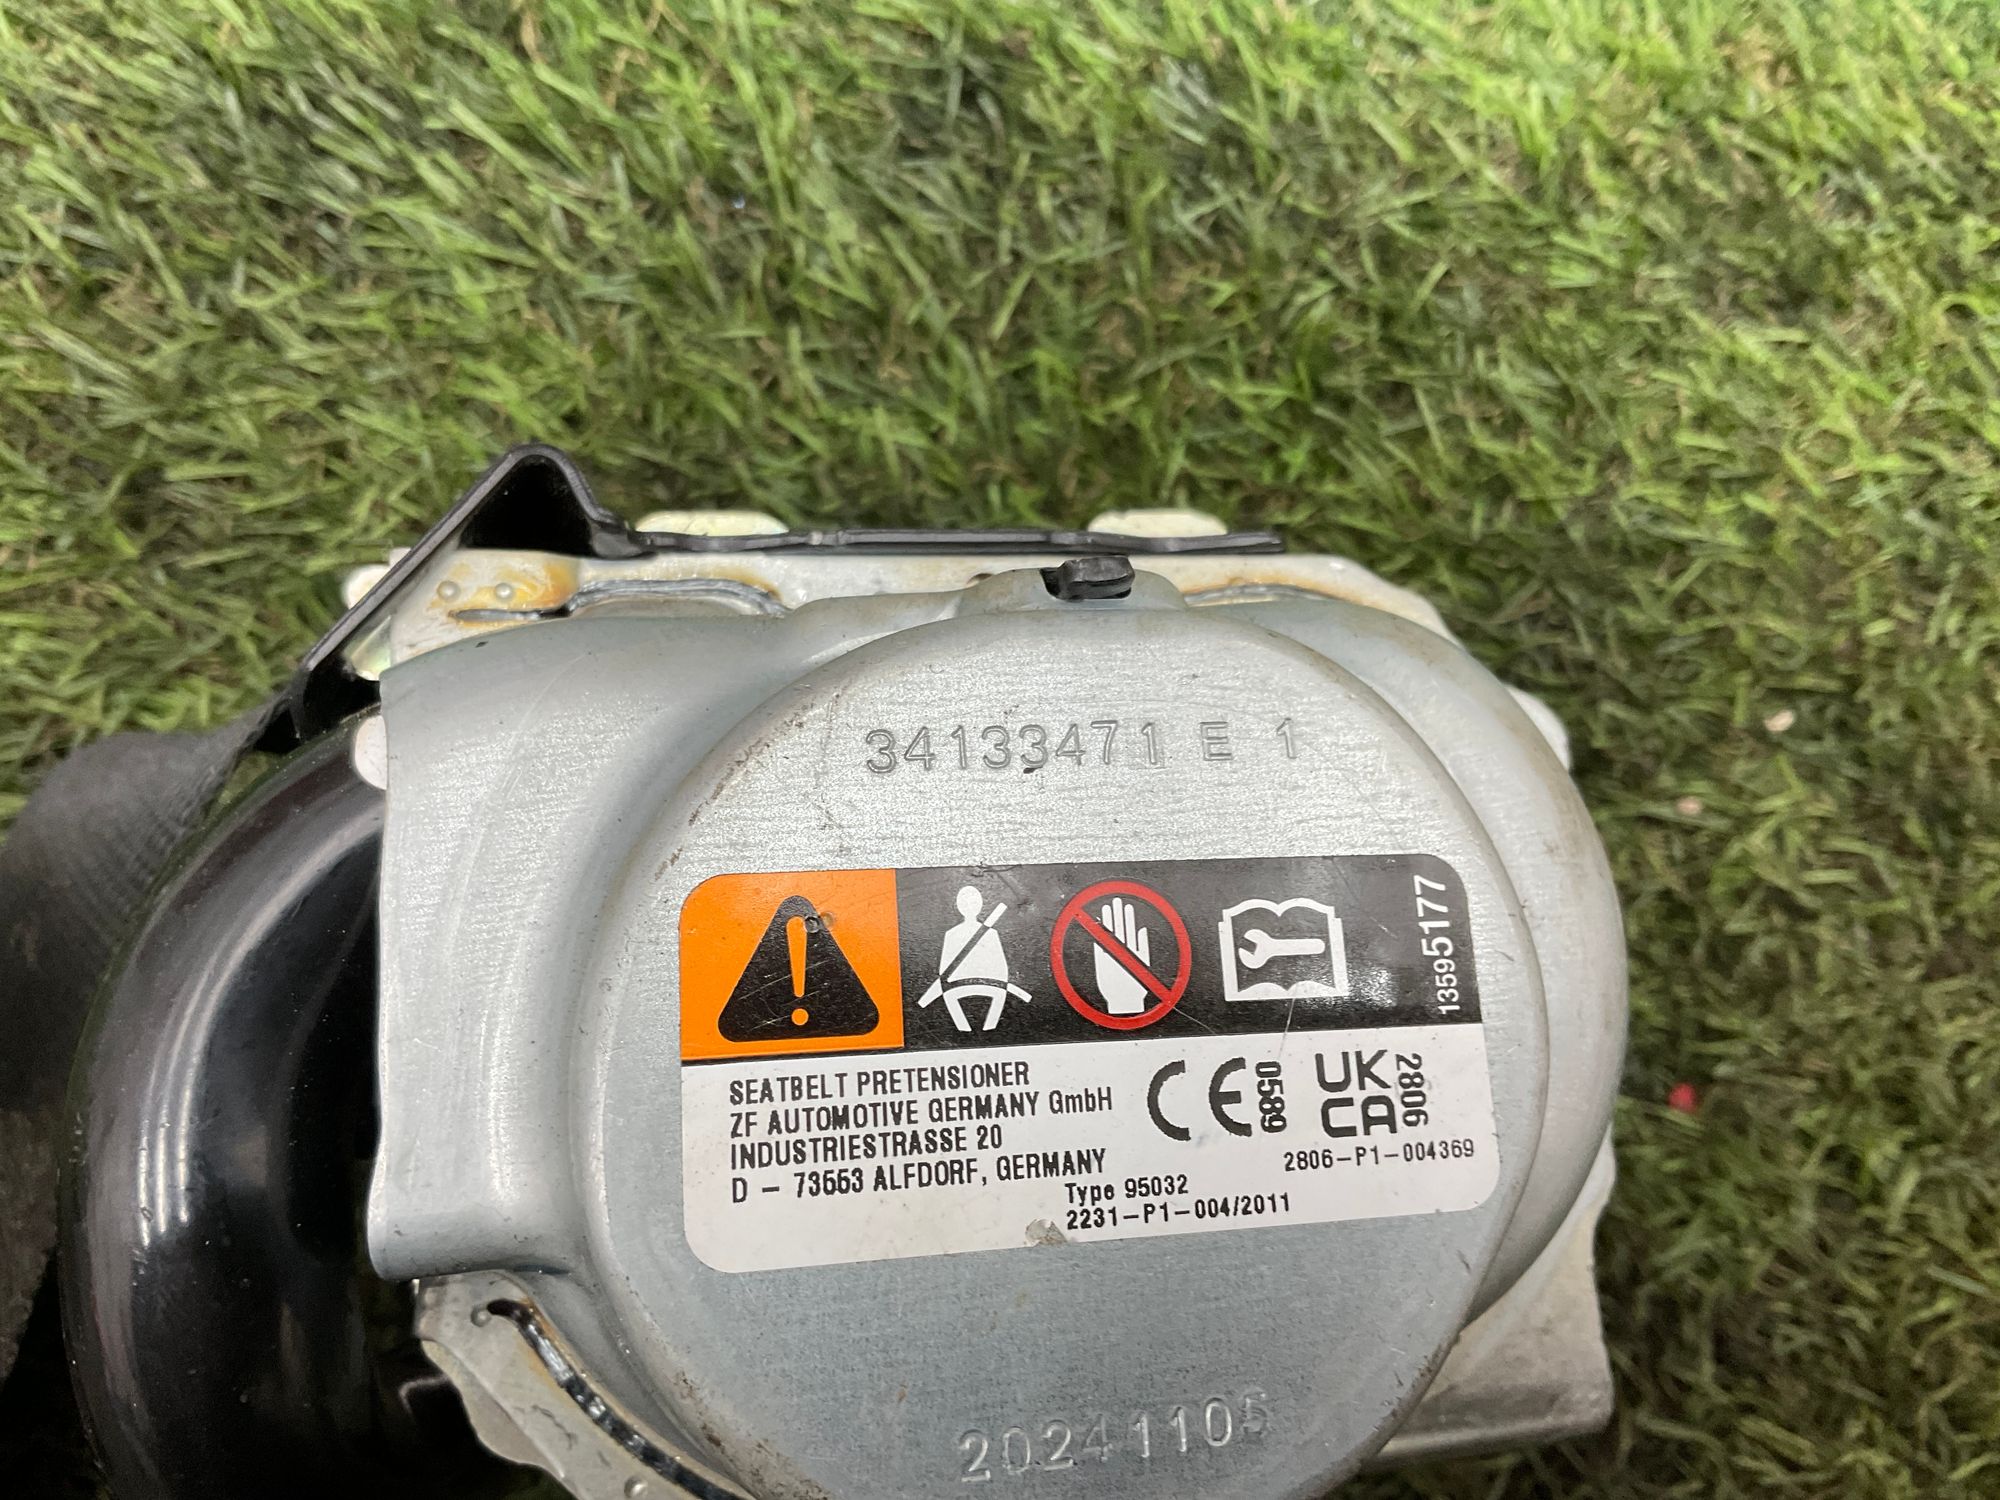 34133471 E 1
13595177
SEATBELT PRETENSIONER
ZF AUTOMOTIVE GERMANY GmbH
INDUSTRIESTRASSE 20
D - 73553 ALFDORF, GERMANY
Type 95032
2231-P1-004/2011
CE 0589
UK
CA 2806
2806-P1-004369
20241105